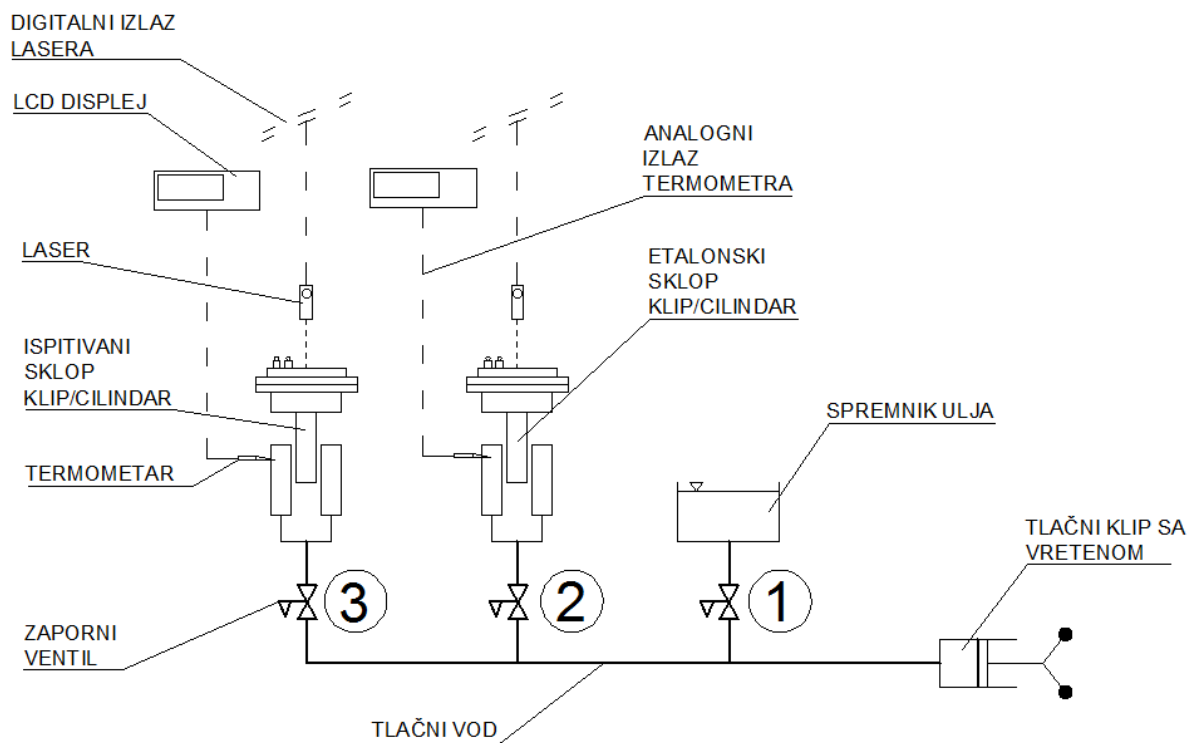 DIGITALNI IZLAZ
LASERA
LCD DISPLEJ
ANALOGNI
IZLAZ
TERMOMETRA
LASER
ETALONSKI
SKLOP
KLIP/CILINDAR
ISPITIVANI
SKLOP
KLIP/CILINDAR
SPREMNIK ULJA
TERMOMETAR
TLAČNI KLIP SA
VRETENOM
3
2
1
ZAPORNI
VENTIL
TLAČNI VOD